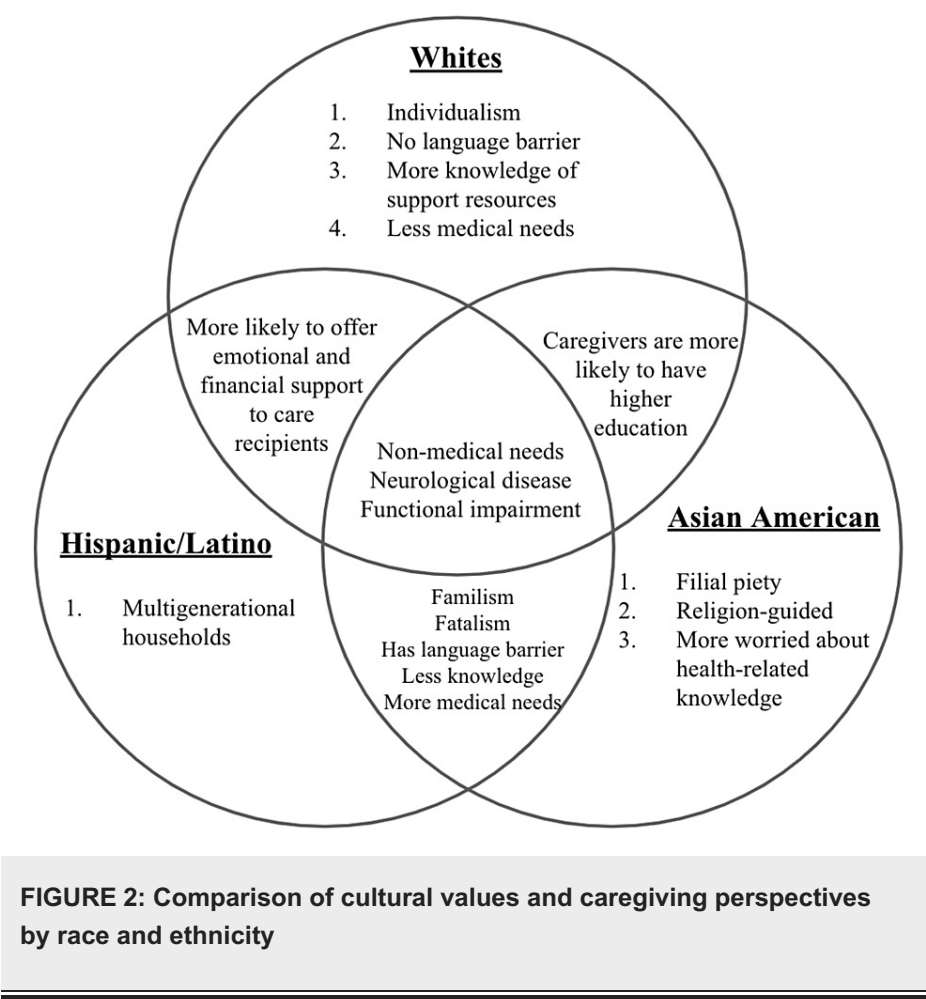 Whites
1. Individualism
2. No language barrier
3. More knowledge of
support resources
4. Less medical needs
More likely to offer
emotional and
financial support
to care
recipients
Caregivers are more
likely to have
higher
education
Non-medical needs
Neurological disease
Functional impairment
Hispanic/Latino
1. Multigenerational
households
Asian American
1. Filial piety
2. Religion-guided
3. More worried about
health-related
knowledge
Familism
Fatalism
Has language barrier
Less knowledge
More medical needs
FIGURE 2: Comparison of cultural values and caregiving perspectives
by race and ethnicity